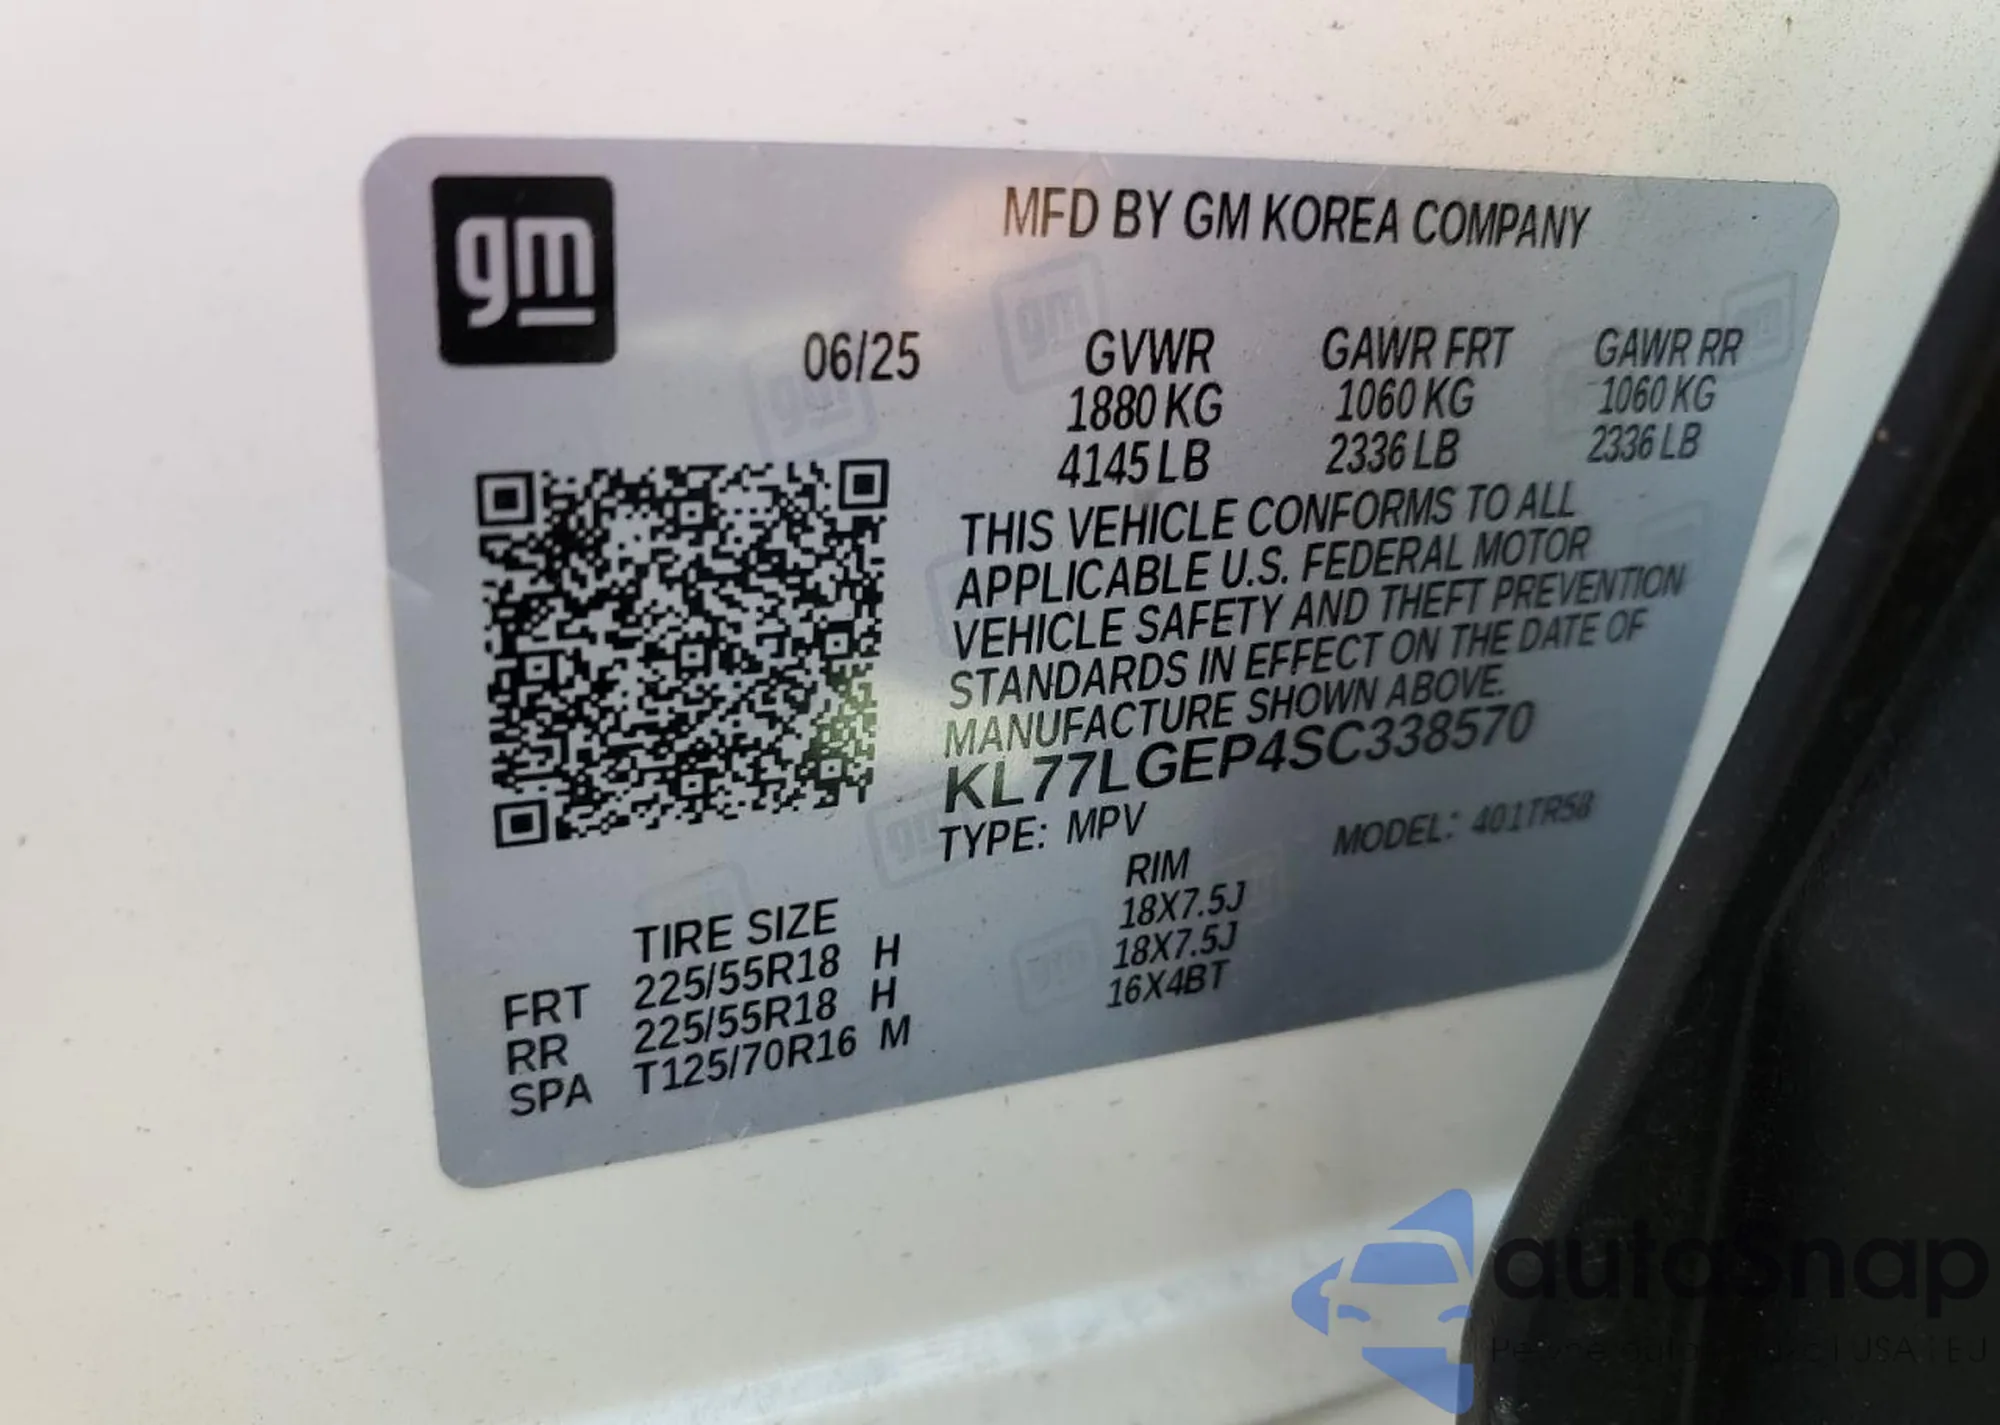 gm
MFD BY GM KOREA COMPANY
06/25
GVWR GAWR FRT GAWR RR
1880 KG 1060 KG 1060 KG
4145 LB 2336 LB 2336 LB
THIS VEHICLE CONFORMS TO ALL
APPLICABLE U.S. FEDERAL MOTOR
VEHICLE SAFETY AND THEFT PREVENTION
STANDARDS IN EFFECT ON THE DATE OF
MANUFACTURE SHOWN ABOVE.
KL77LGEP4SC338570
TYPE: MPV MODEL: 401TR58
TIRE SIZE RIM
FRT 225/55R18 H 18X7.5J
RR 225/55R18 H 18X7.5J
SPA T125/70R16 M 16X4BT
autoSnap
USA